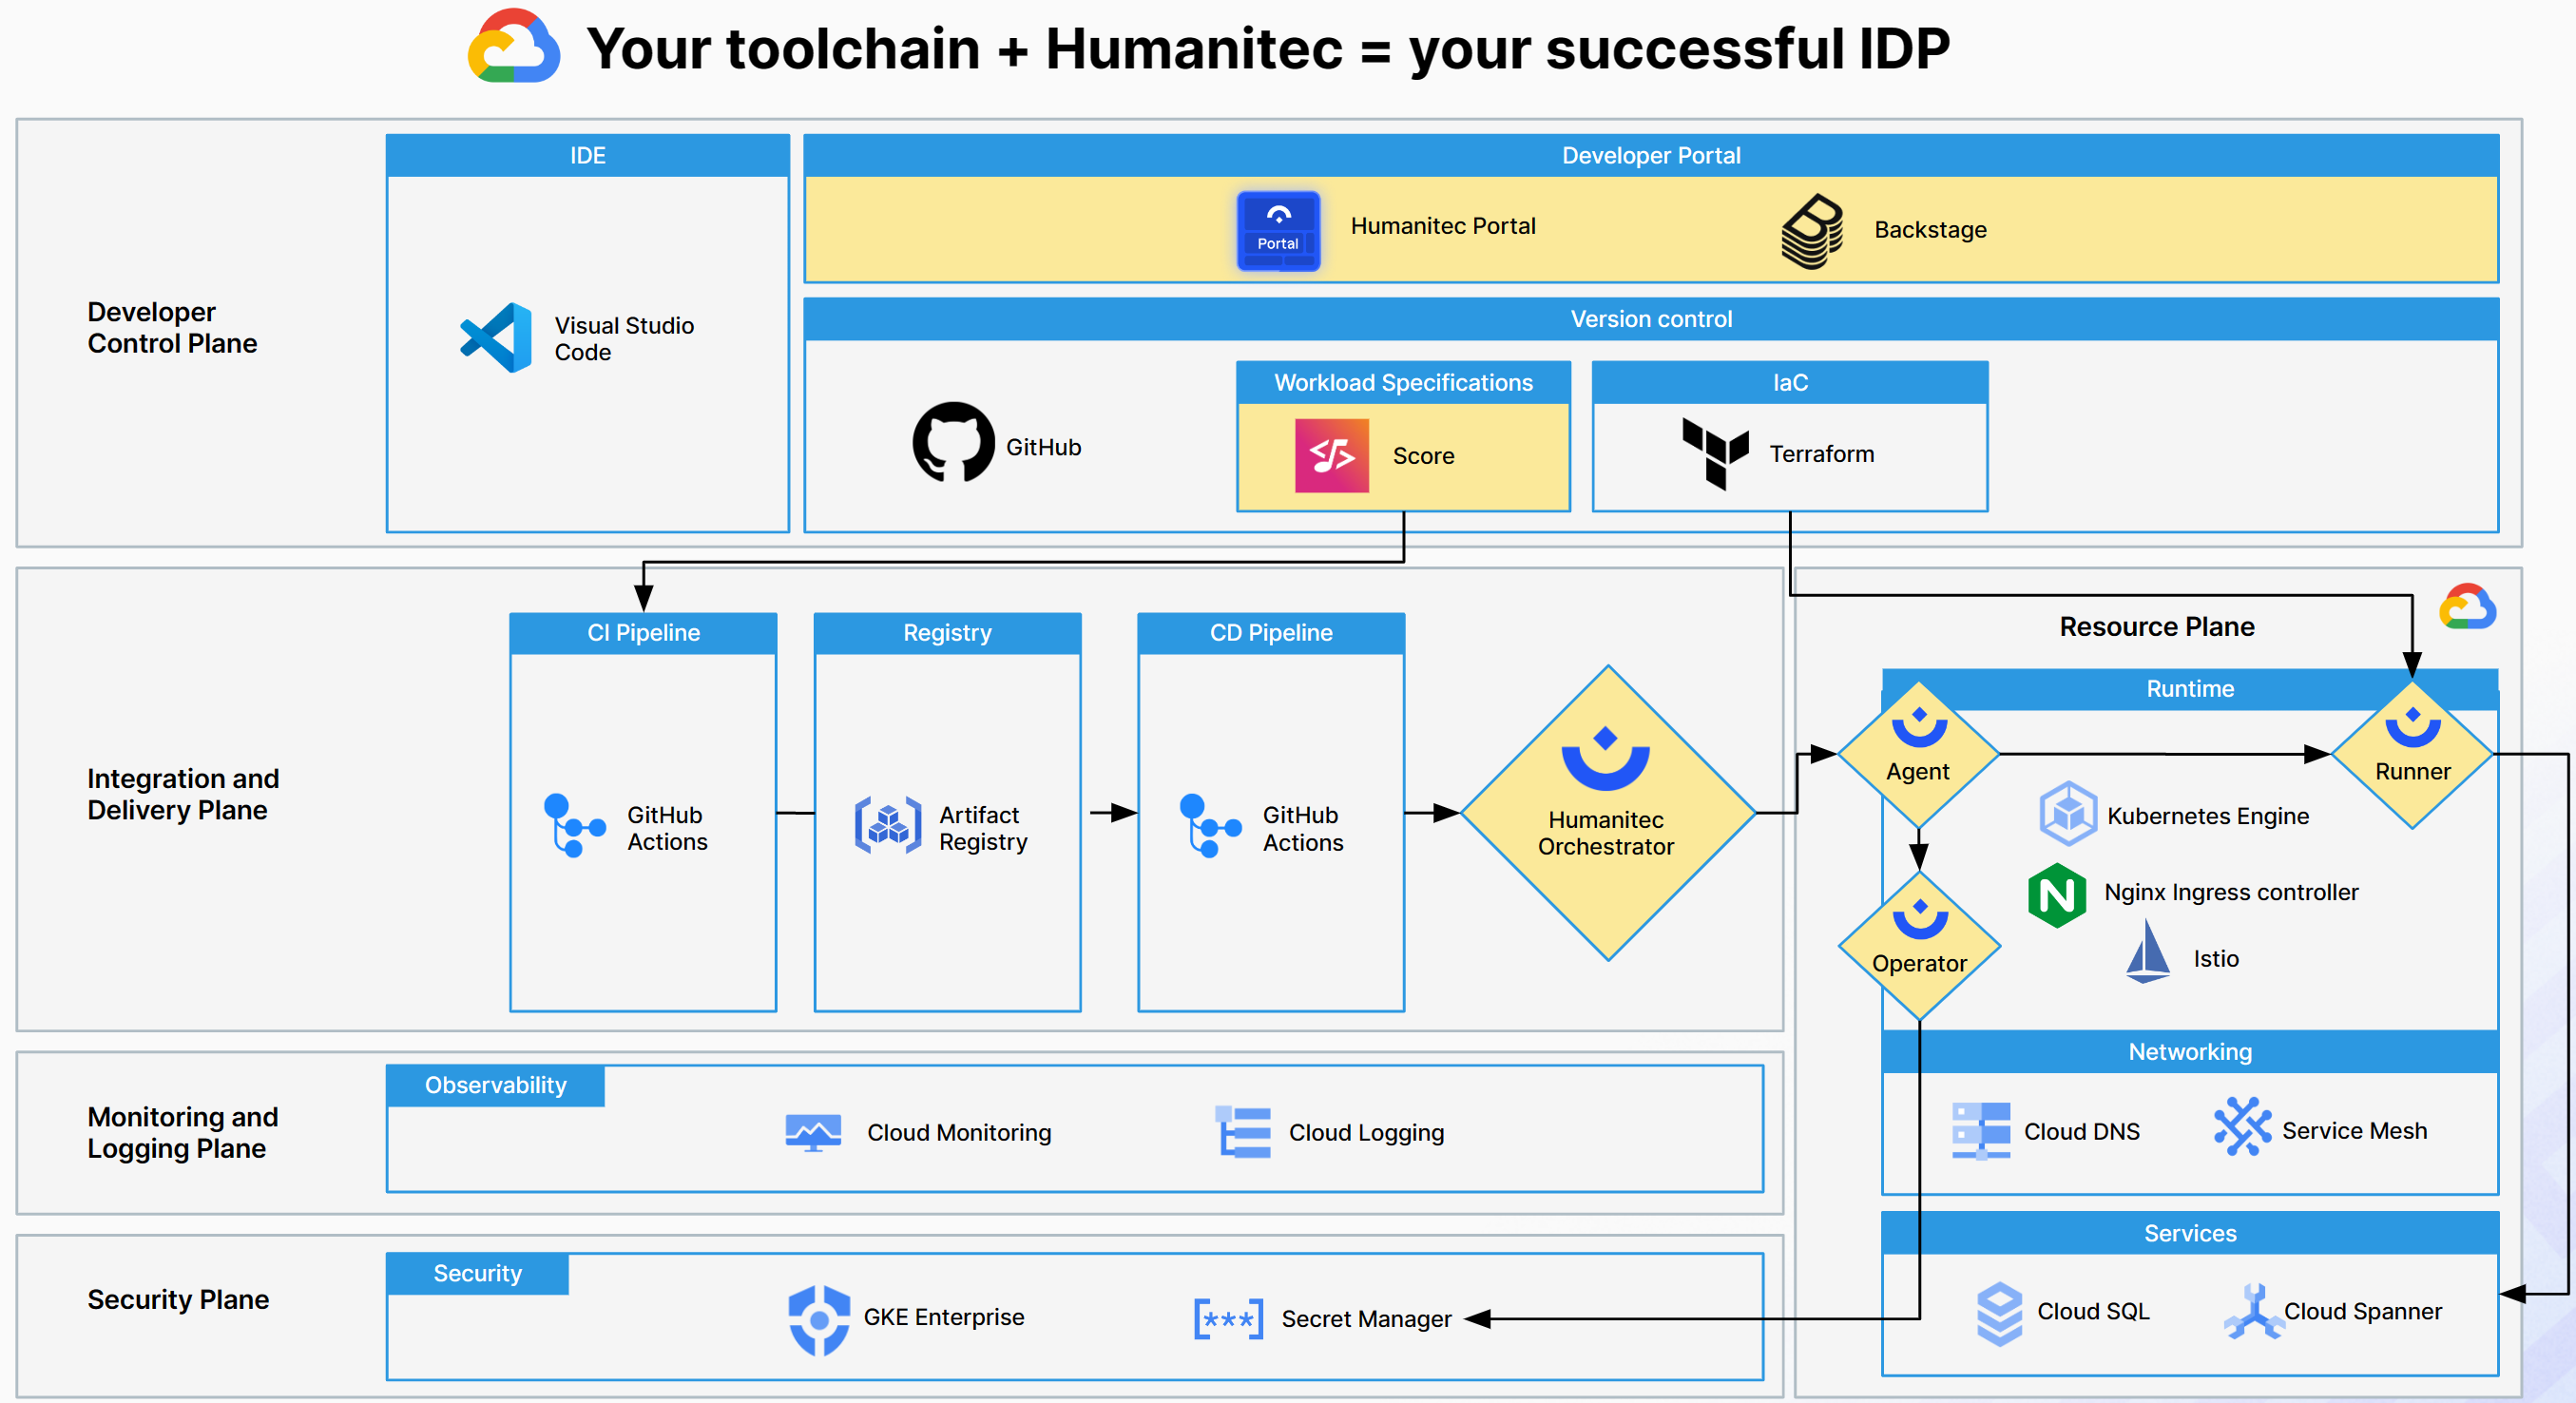 Your toolchain + Humanitec = your successful IDP
Developer
Control Plane
IDE
Visual Studio
Code
Developer Portal
Portal
Humanitec Portal
Backstage
Version control
GitHub
Workload Specifications
Score
IaC
Terraform
Integration and
Delivery Plane
CI Pipeline
GitHub
Actions
Registry
Artifact
Registry
CD Pipeline
GitHub
Actions
Humanitec
Orchestrator
Resource Plane
Runtime
Agent
Runner
Kubernetes Engine
Nginx Ingress controller
Istio
Operator
Networking
Cloud DNS
Service Mesh
Services
Cloud SQL
Cloud Spanner
Monitoring and
Logging Plane
Observability
Cloud Monitoring
Cloud Logging
Security Plane
Security
GKE Enterprise
[***]
Secret Manager